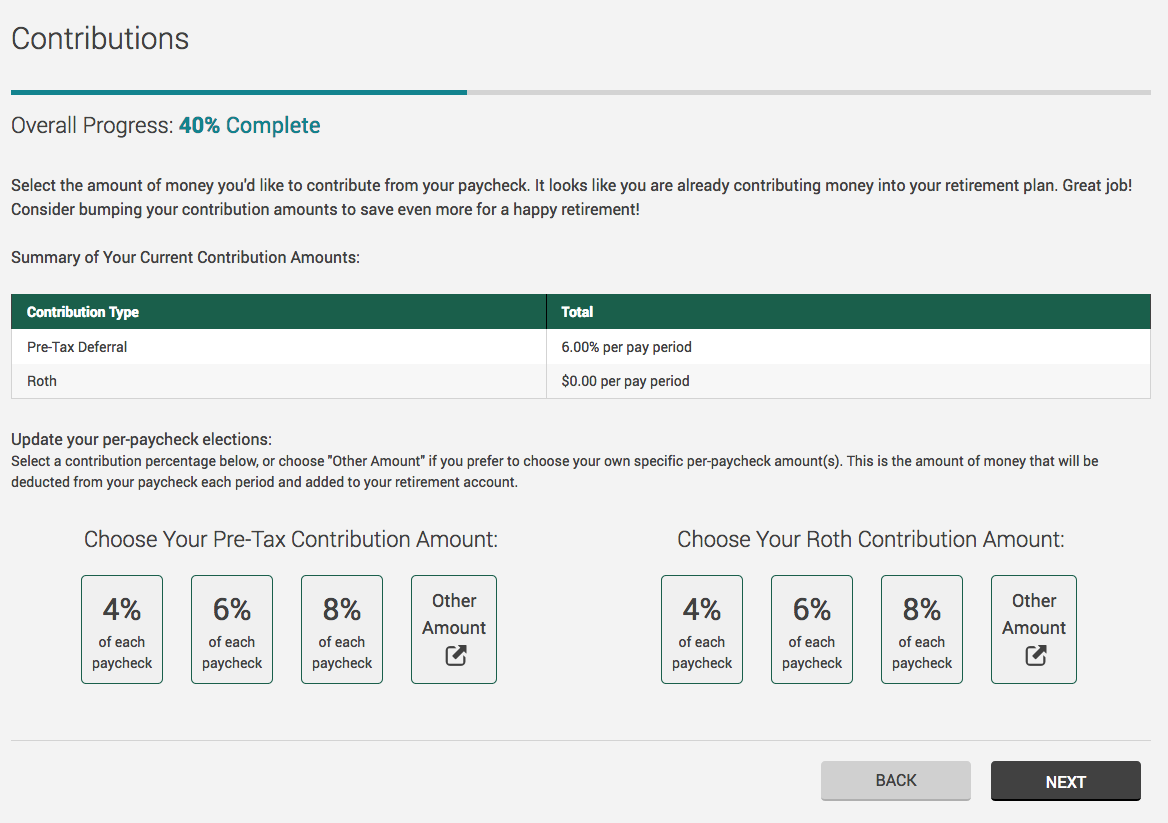 Contributions
Overall Progress: 40% Complete
Select the amount of money you'd like to contribute from your paycheck. It looks like you are already contributing money into your retirement plan. Great job!
Consider bumping your contribution amounts to save even more for a happy retirement!
Summary of Your Current Contribution Amounts:
Contribution Type Total
Pre-Tax Deferral 6.00% per pay period
Roth $0.00 per pay period
Update your per-paycheck elections:
Select a contribution percentage below, or choose "Other Amount" if you prefer to choose your own specific per-paycheck amount(s). This is the amount of money that will be
deducted from your paycheck each period and added to your retirement account.
Choose Your Pre-Tax Contribution Amount:
4%
of each
paycheck
6%
of each
paycheck
8%
of each
paycheck
Other
Amount
Choose Your Roth Contribution Amount:
4%
of each
paycheck
6%
of each
paycheck
8%
of each
paycheck
Other
Amount
BACK
NEXT